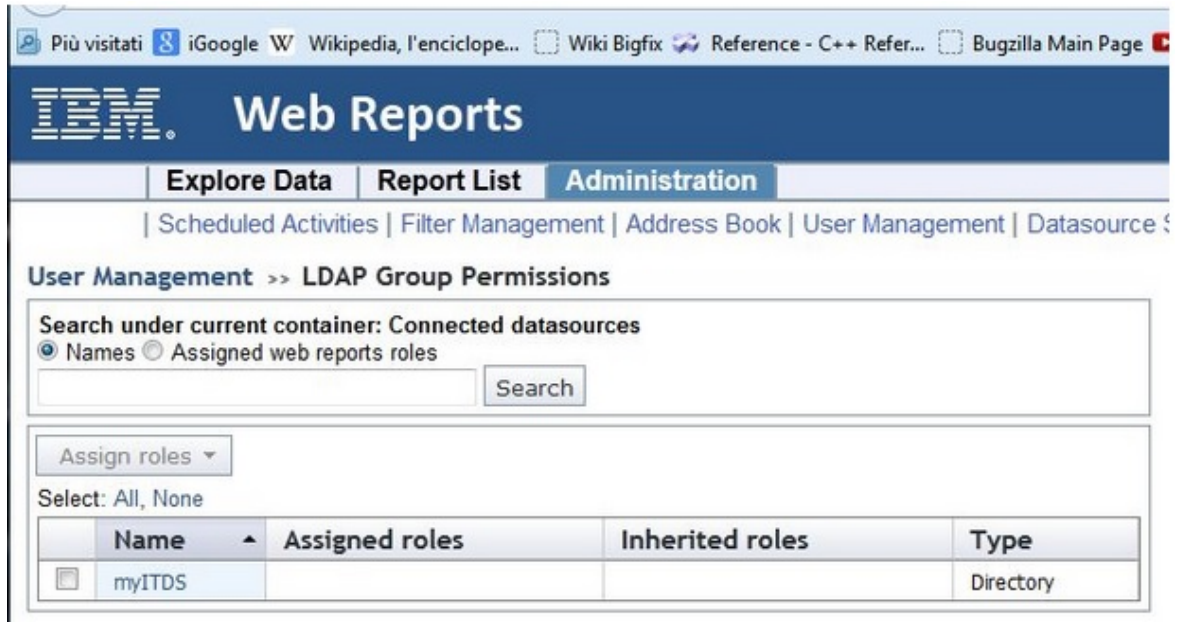 Più visitati 8 iGoogle W Wikipedia, l'enciclope... Wiki Bigfix Reference - C++ Refer... Bugzilla Main Page
IBM. Web Reports
Explore Data | Report List | Administration
| Scheduled Activities | Filter Management | Address Book | User Management | Datasource S
User Management >> LDAP Group Permissions
Search under current container: Connected datasources
Names Assigned web reports roles
Search
Assign roles
Select: All, None
Name Assigned roles Inherited roles Type
myITDS Directory